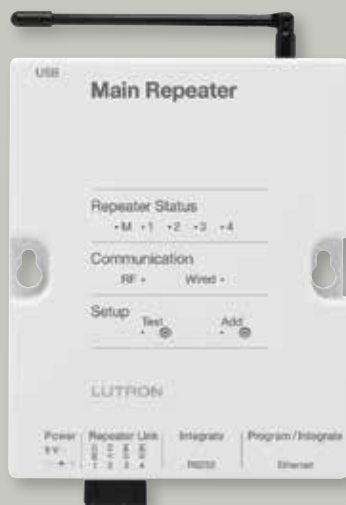 USB
Main Repeater
Repeater Status
•M •1 •2 •3 •4
Communication
RF • Wired •
Setup
Test Add
LUTRON
Power Repeater Link Integrate Program / Integrate
9 V
1 2 3 4 RS232 Ethernet